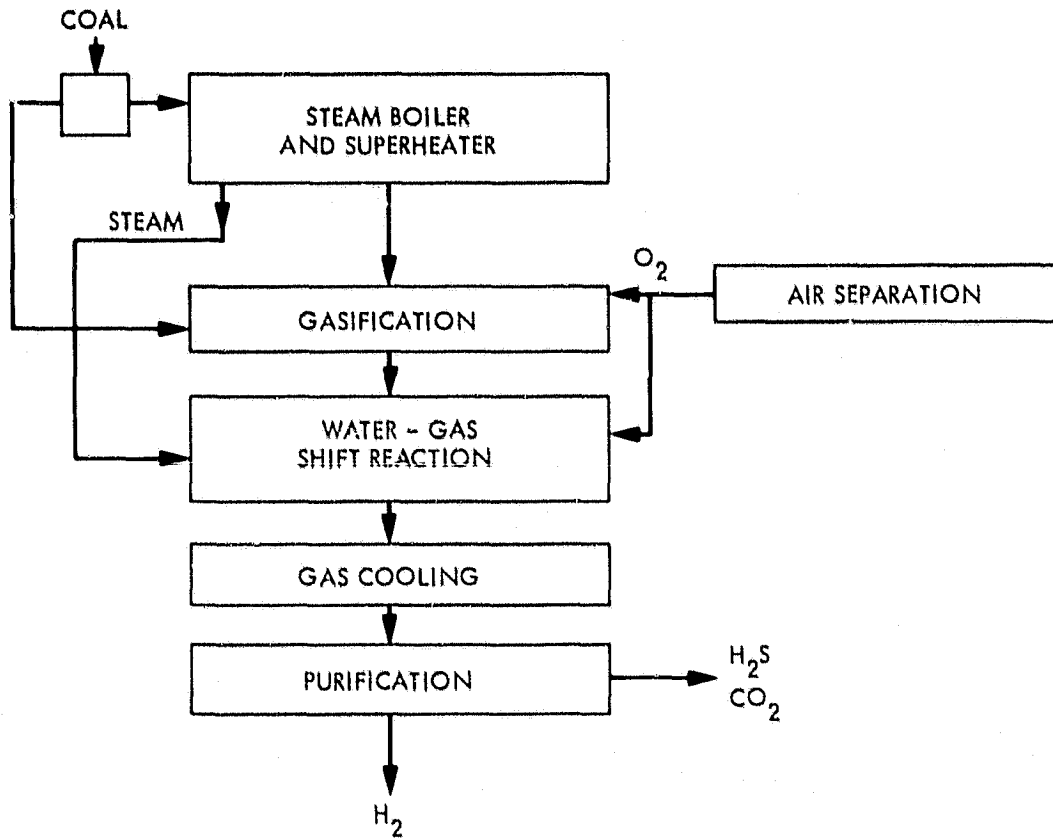 COAL
STEAM BOILER
AND SUPERHEATER
STEAM
O₂
AIR SEPARATION
GASIFICATION
WATER - GAS
SHIFT REACTION
GAS COOLING
PURIFICATION
H₂S
CO₂
H₂